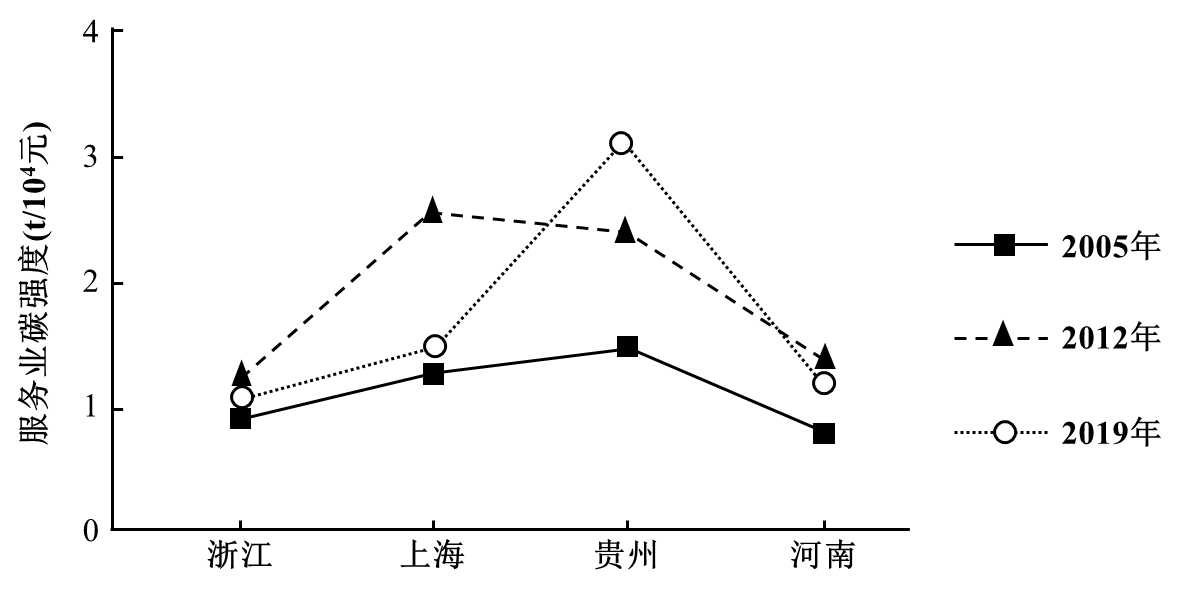 服务业碳强度(t/10⁴元)
4
3
2
1
0
浙江 上海 贵州 河南
2005年
2012年
2019年